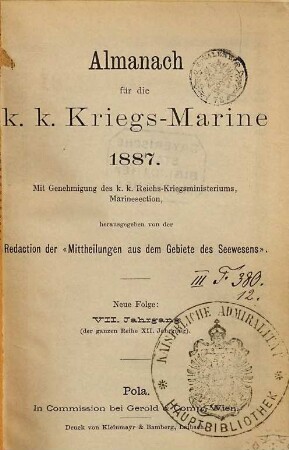 Almanach
für die
k. k. Kriegs-Marine
1887.
Mit Genehmigung des k. k. Reichs-Kriegsministeriums,
Marinesection,
herausgegeben von der
Redaction der «Mittheilungen aus dem Gebiete des Seewesens».
III F. 380.
12.
Neue Folge:
VII. Jahrgang
(der ganzen Reihe XII. Jahrgang).
KAISERLICHE ADMIRALITÄT
HAUPTBIBLIOTHEK
Pola.
In Commission bei Gerold & Comp., Wien.
Druck von Kleinmayr & Bamberg, Laibach.